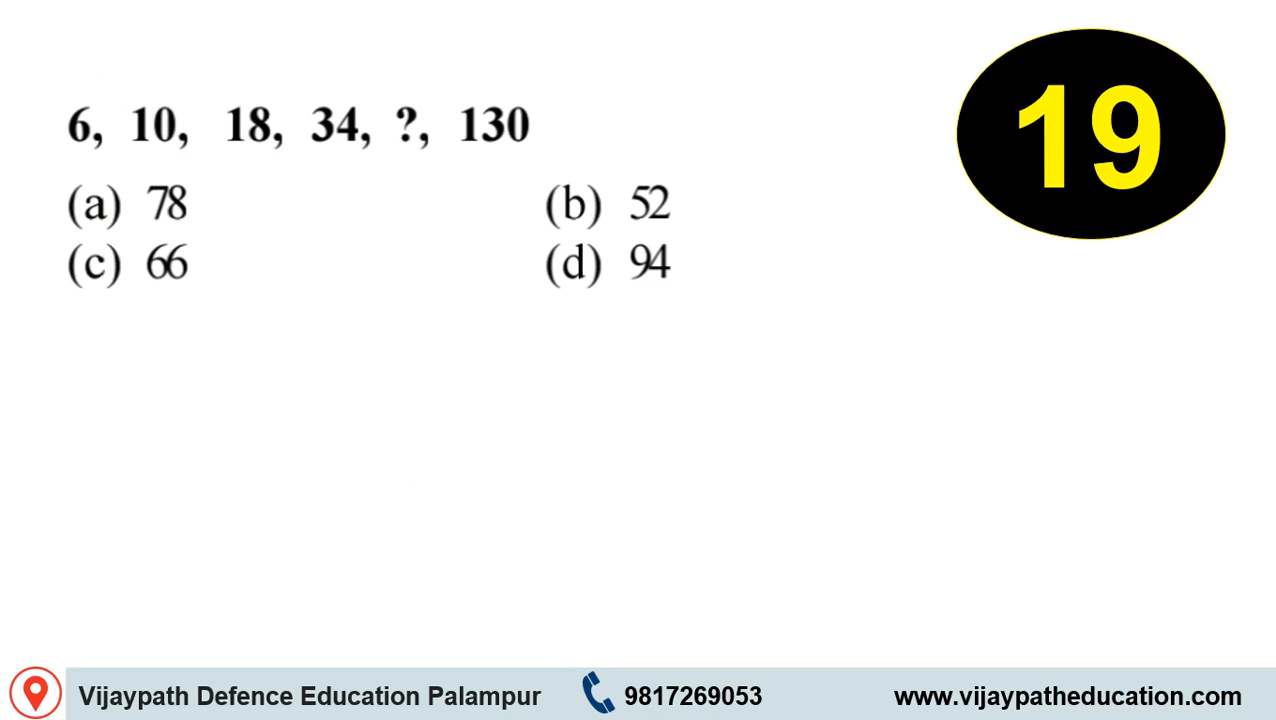 19
6, 10, 18, 34, ?, 130
(a) 78 (b) 52
(c) 66 (d) 94
Vijaypath Defence Education Palampur 9817269053 www.vijaypatheducation.com